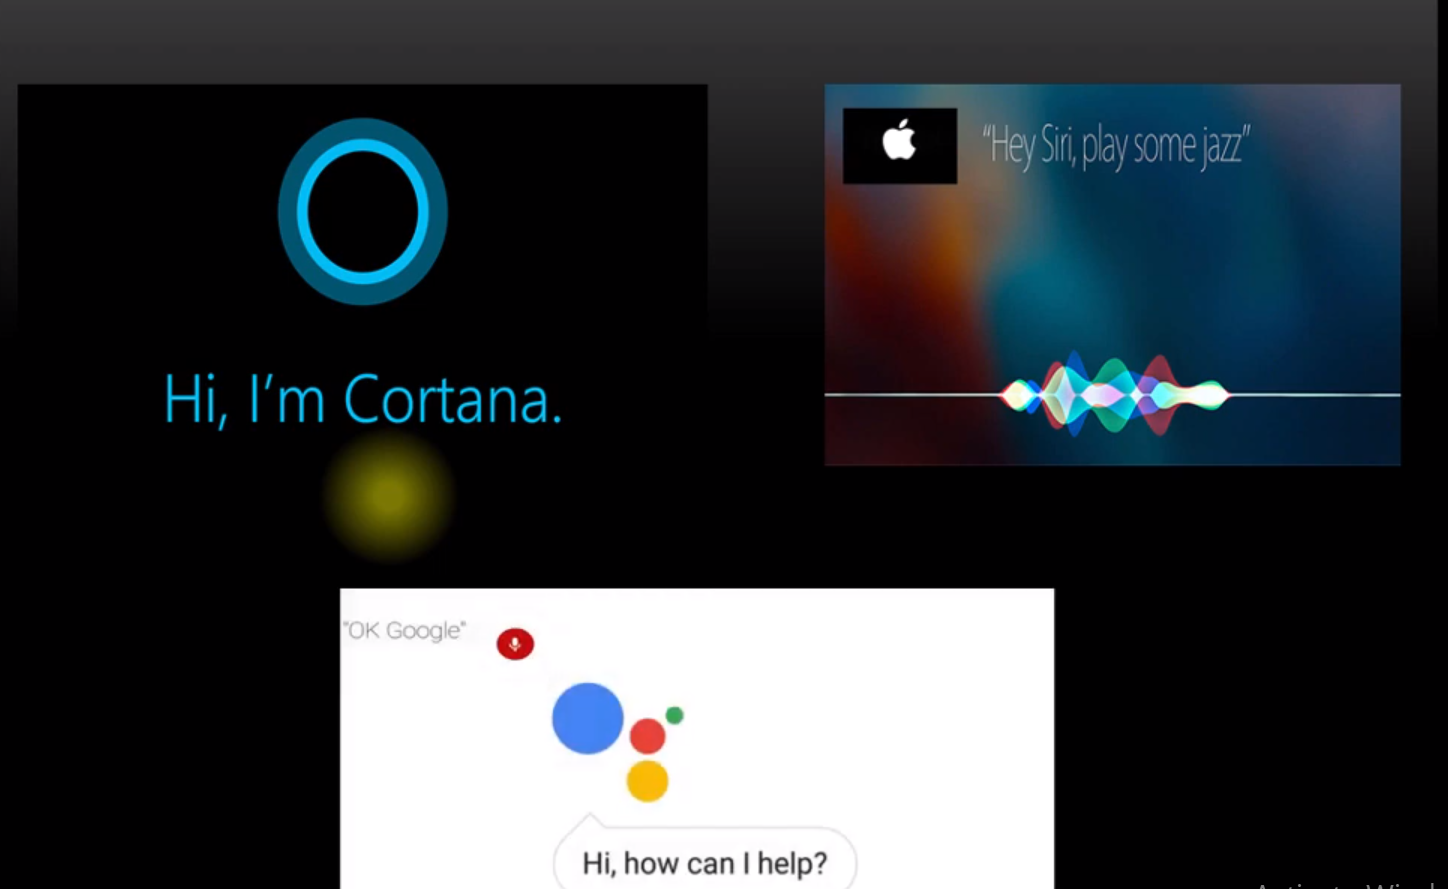 Hi, I’m Cortana.
“Hey Siri, play some jazz”
"OK Google"
Hi, how can I help?